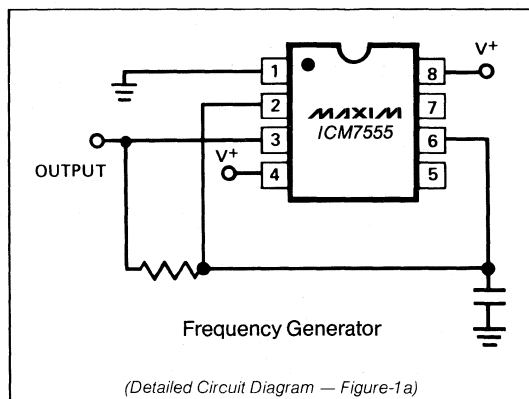 V+
1
8
2
MAXIM
7
ICM7555
3
6
OUTPUT
V+
4
5
Frequency Generator
(Detailed Circuit Diagram — Figure-1a)